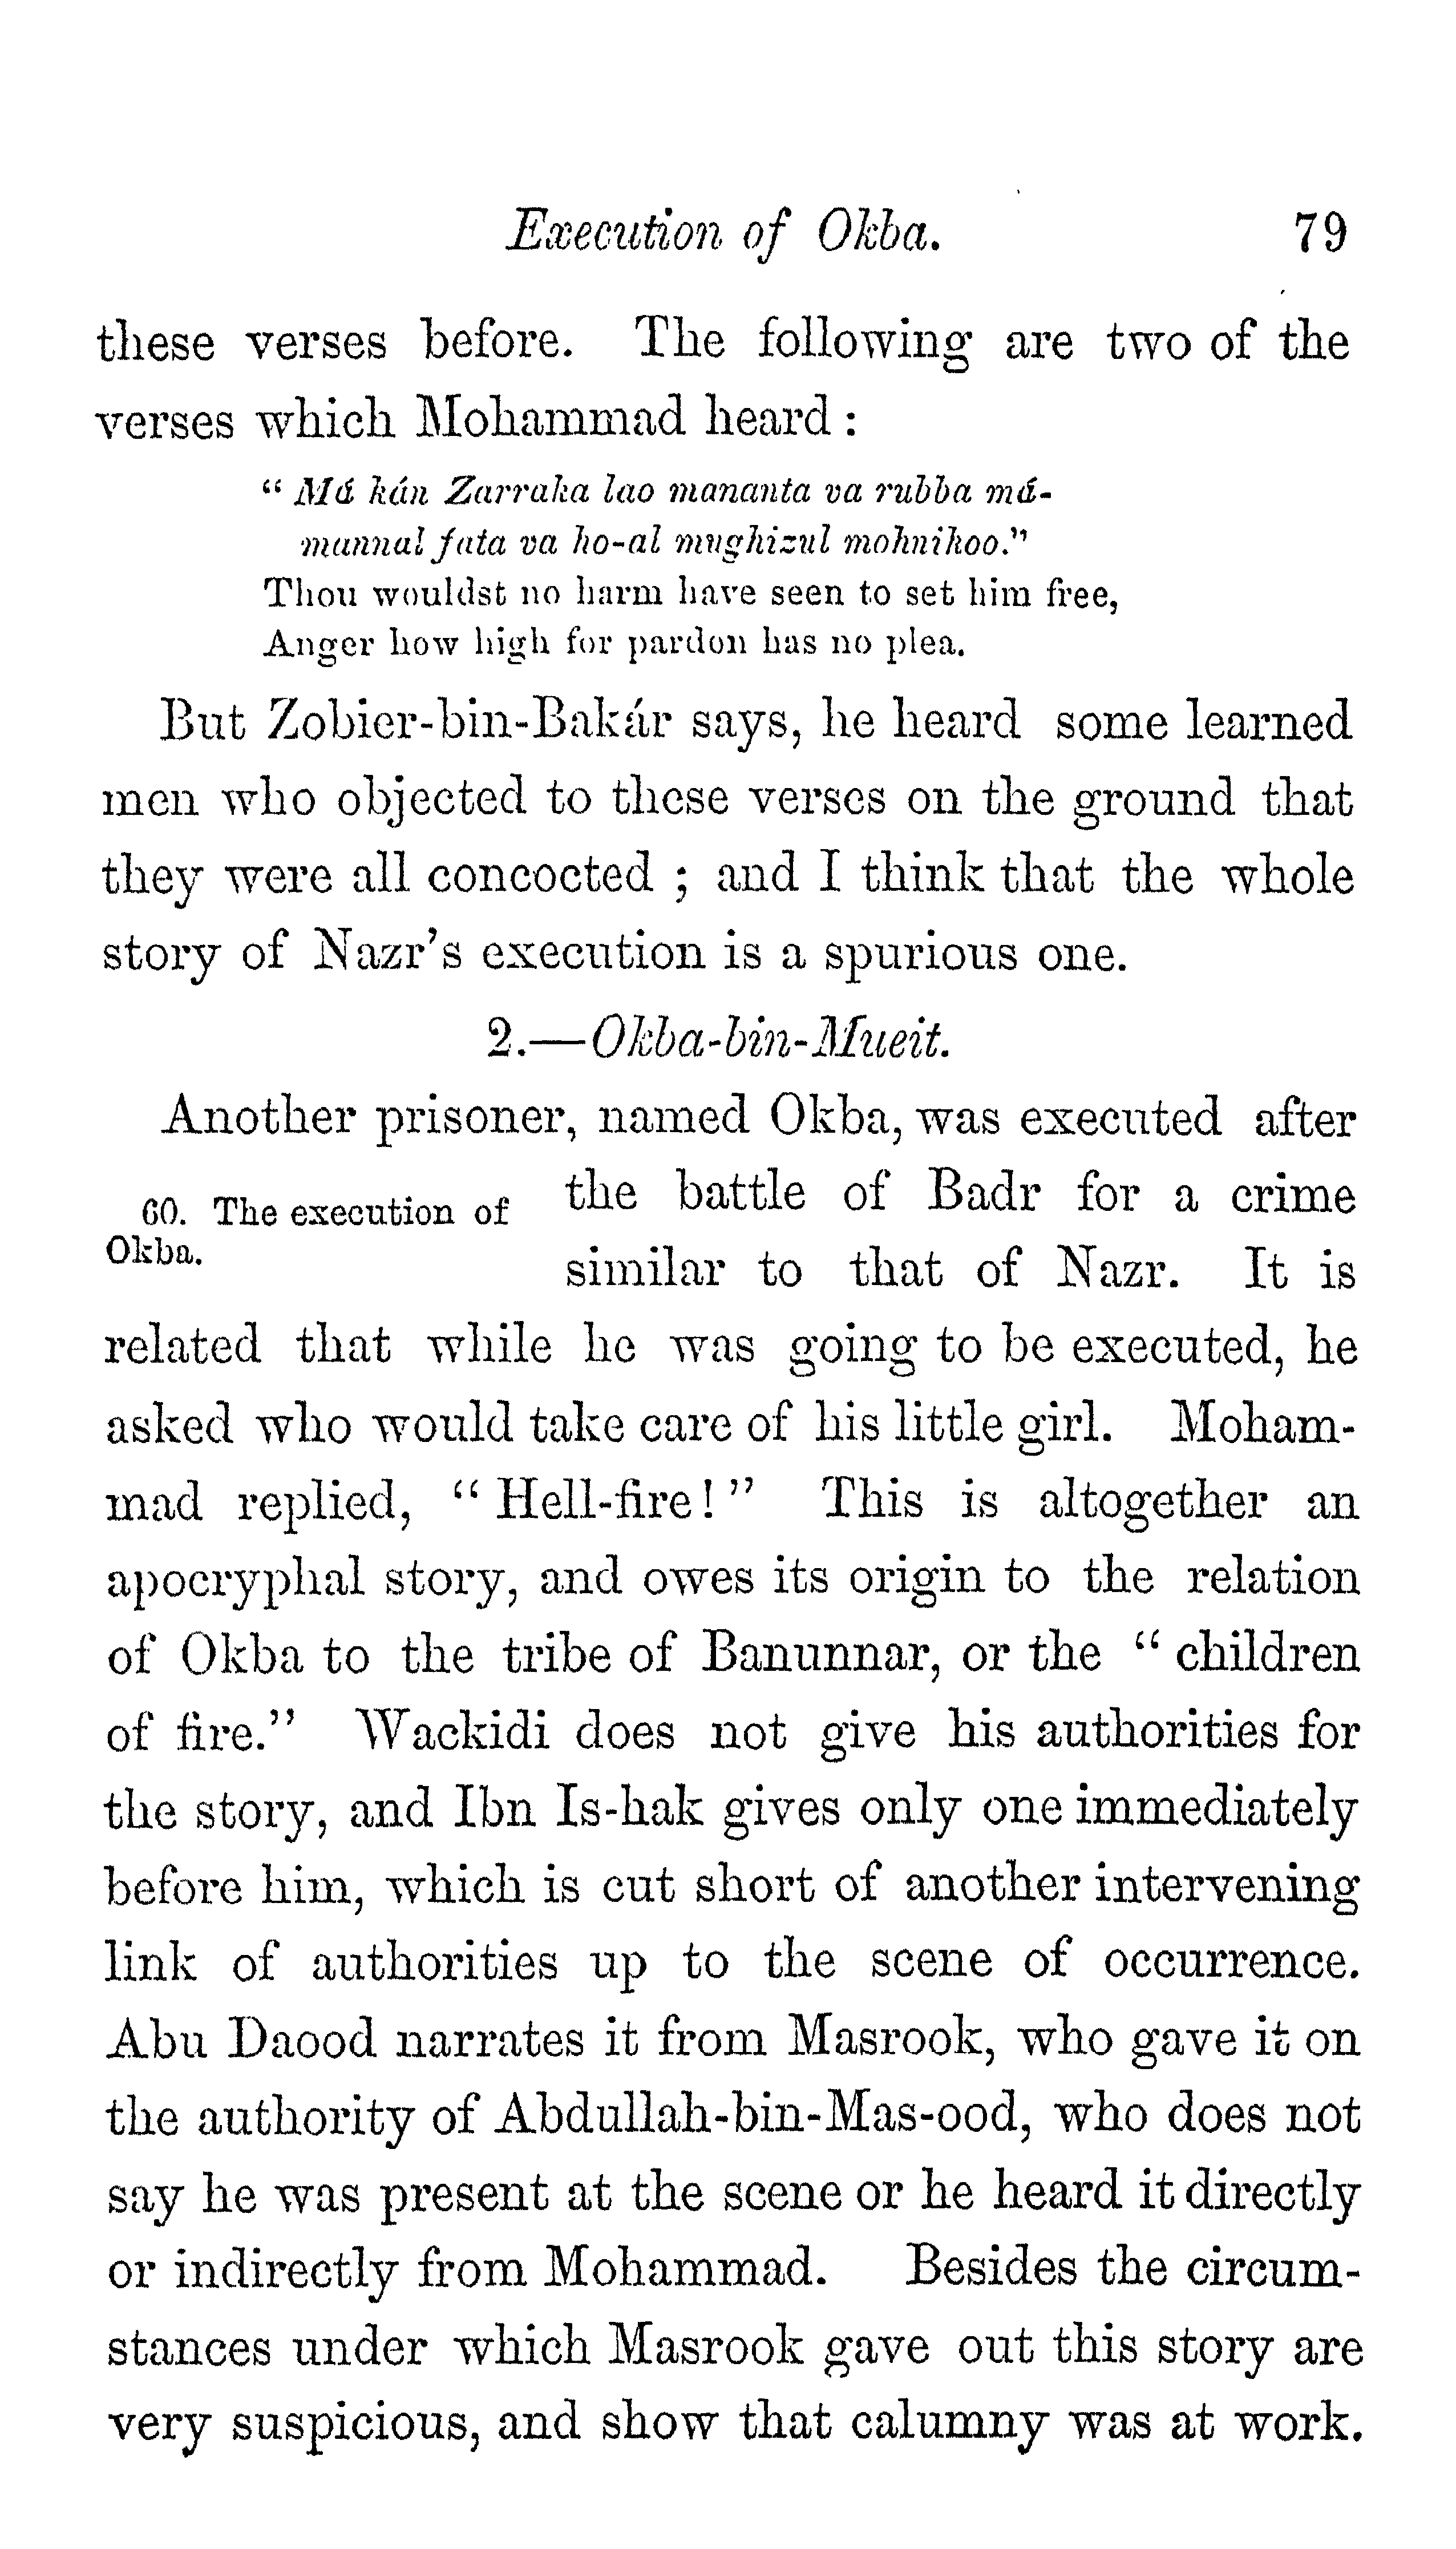 Execution of Okba. 79
these verses before. The following are two of the
verses which Mohammad heard :
“ Má kán Zarraka lao mananta va rubba má-
mannal fata va ho-al mughizul mohnikoo.”
Thou wouldst no harm have seen to set him free,
Anger how high for pardon has no plea.
But Zobier-bin-Bakár says, he heard some learned
men who objected to these verses on the ground that
they were all concocted ; and I think that the whole
story of Nazr’s execution is a spurious one.
2.—Okba-bin-Mueit.
Another prisoner, named Okba, was executed after
60. The execution of
Okba.
the battle of Badr for a crime
similar to that of Nazr. It is
related that while he was going to be executed, he
asked who would take care of his little girl. Moham-
mad replied, “ Hell-fire! ” This is altogether an
apocryphal story, and owes its origin to the relation
of Okba to the tribe of Banunnar, or the “ children
of fire.” Wackidi does not give his authorities for
the story, and Ibn Is-hak gives only one immediately
before him, which is cut short of another intervening
link of authorities up to the scene of occurrence.
Abu Daood narrates it from Masrook, who gave it on
the authority of Abdullah-bin-Mas-ood, who does not
say he was present at the scene or he heard it directly
or indirectly from Mohammad. Besides the circum-
stances under which Masrook gave out this story are
very suspicious, and show that calumny was at work.